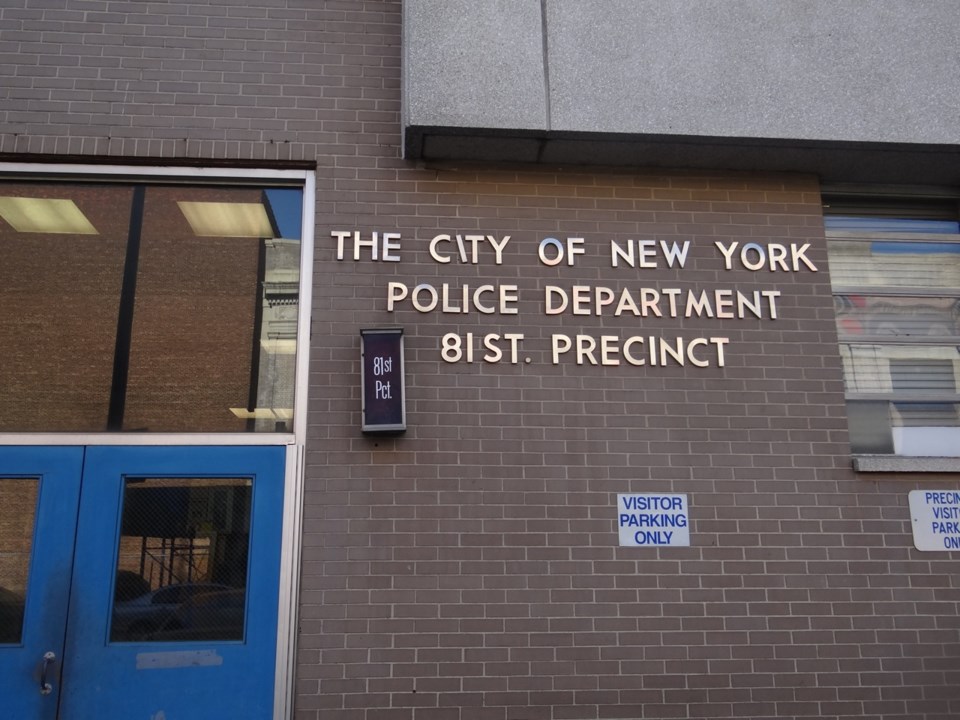 THE CITY OF NEW YORK
POLICE DEPARTMENT
81ST. PRECINCT
81st
Pct.
VISITOR
PARKING
ONLY